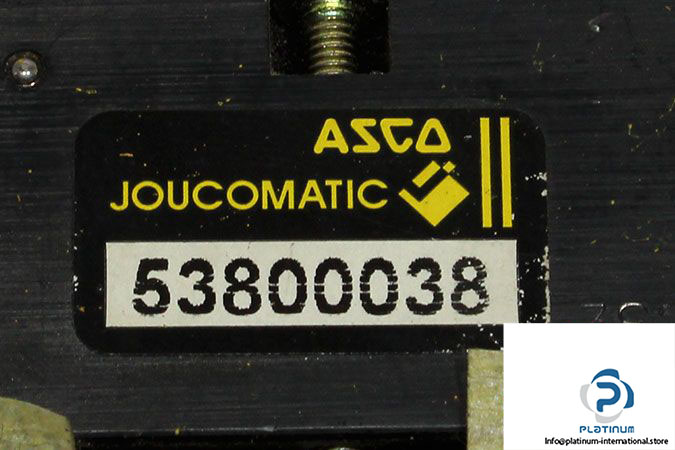 ASCO
JOUCOMATIC
53800038
PLATINUM
Info@platinum-international.store